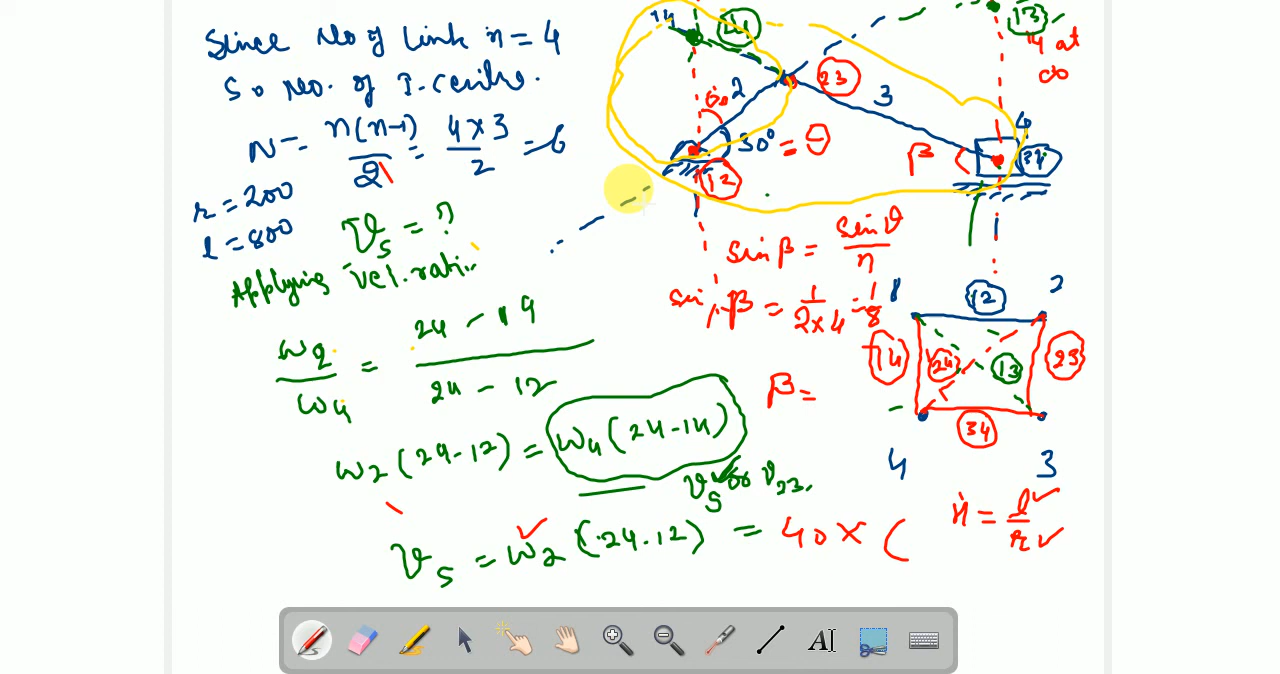 Since No of Link n = 4
So No. of I. centre.
N = n(n-1)/2 = 4 x 3/2 = 6
r = 200
l = 800
Vs = ?
Applying vel. ratio
ω2/ω4 = 24 - 14/24 - 12
ω2 (24-12) = ω4 (24-14)
Vs or V23.
Vs = ω2 (24-12) = 40 x (
14
24
13
14 at
∞
23
60
2
3
4
30° = θ
β
34
12
sin β = sin θ/n
sin β = 1/2x4 = 1/8
β =
1
12
2
14
24
13
23
34
4
3
n = l/r
A